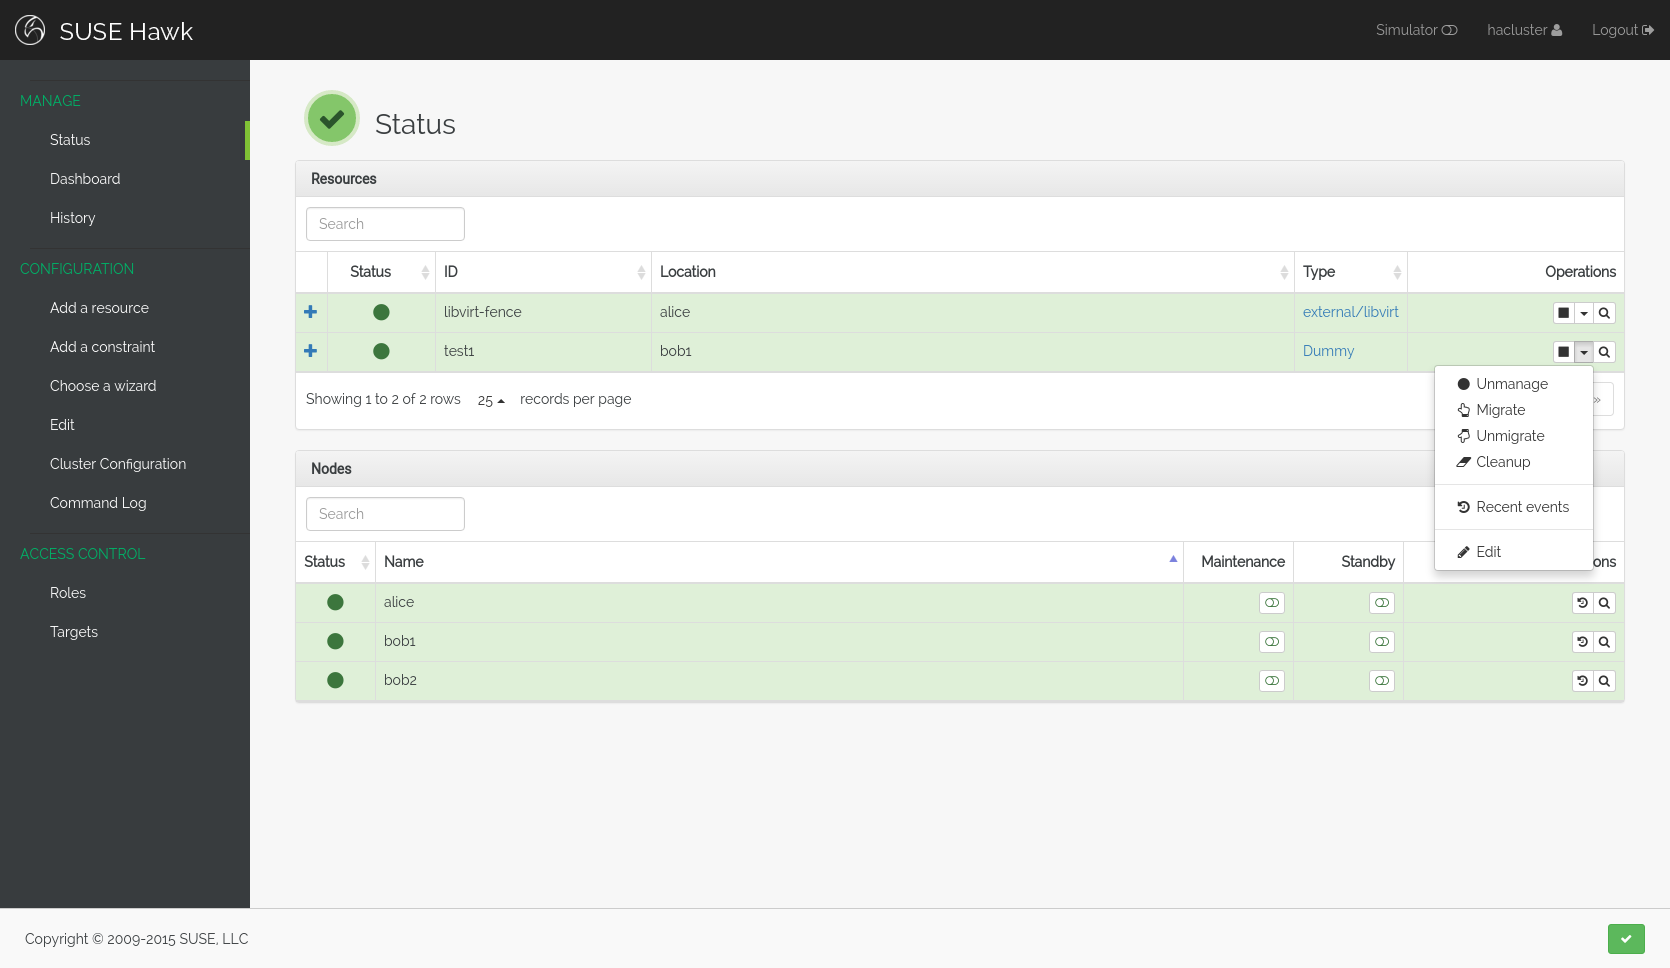 SUSE Hawk
Simulator
hacluster
Logout
MANAGE
Status
Dashboard
History
CONFIGURATION
Add a resource
Add a constraint
Choose a wizard
Edit
Cluster Configuration
Command Log
ACCESS CONTROL
Roles
Targets
Status
Resources
Search
Status ID Location Type Operations
libvirt-fence alice external/libvirt
test1 bob1 Dummy
Showing 1 to 2 of 2 rows 25 records per page
»
Unmanage
Migrate
Unmigrate
Cleanup
Recent events
Edit
Nodes
Search
Status Name Maintenance Standby ons
alice
bob1
bob2
Copyright © 2009-2015 SUSE, LLC